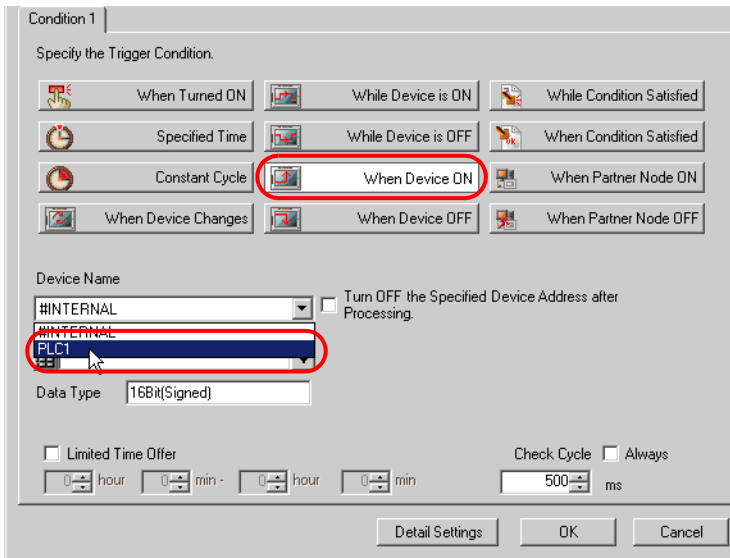 Condition 1
Specify the Trigger Condition.
When Turned ON While Device is ON While Condition Satisfied
Specified Time While Device is OFF When Condition Satisfied
Constant Cycle When Device ON When Partner Node ON
When Device Changes When Device OFF When Partner Node OFF
Device Name
#INTERNAL Turn OFF the Specified Device Address after
Processing.
#INTERNAL
PLC1
Data Type 16Bit(Signed)
Limited Time Offer Check Cycle Always
0 hour 0 min - 0 hour 0 min 500 ms
Detail Settings OK Cancel